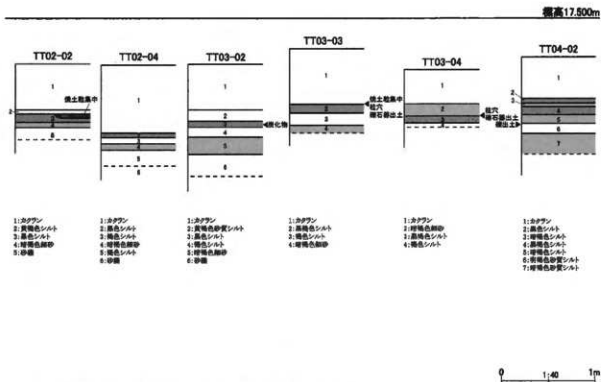 標高17.500m
TT02-02
TT02-04
TT03-02
TT03-03
TT03-04
TT04-02
焼土粒集中
炭化物
焼土粒集中
柱穴
礫石器出土
柱穴
礫石器出土
礫出土
1:カクラン
2:黄褐色シルト
3:黒色シルト
4:暗褐色細砂
5:砂礫
1:カクラン
2:黒色シルト
3:褐色シルト
4:暗褐色細砂
5:褐色シルト
6:砂礫
1:カクラン
2:黄褐色砂質シルト
3:黒色シルト
4:褐色シルト
5:暗褐色細砂
6:砂礫
1:カクラン
2:黒褐色シルト
3:褐色シルト
4:暗褐色細砂
1:カクラン
2:暗褐色細砂
3:黒褐色シルト
4:褐色シルト
1:カクラン
2:黒色シルト
3:暗褐色シルト
4:黒褐色シルト
5:暗褐色シルト
6:明褐色砂質シルト
7:暗褐色砂質シルト
0 1:40 1m